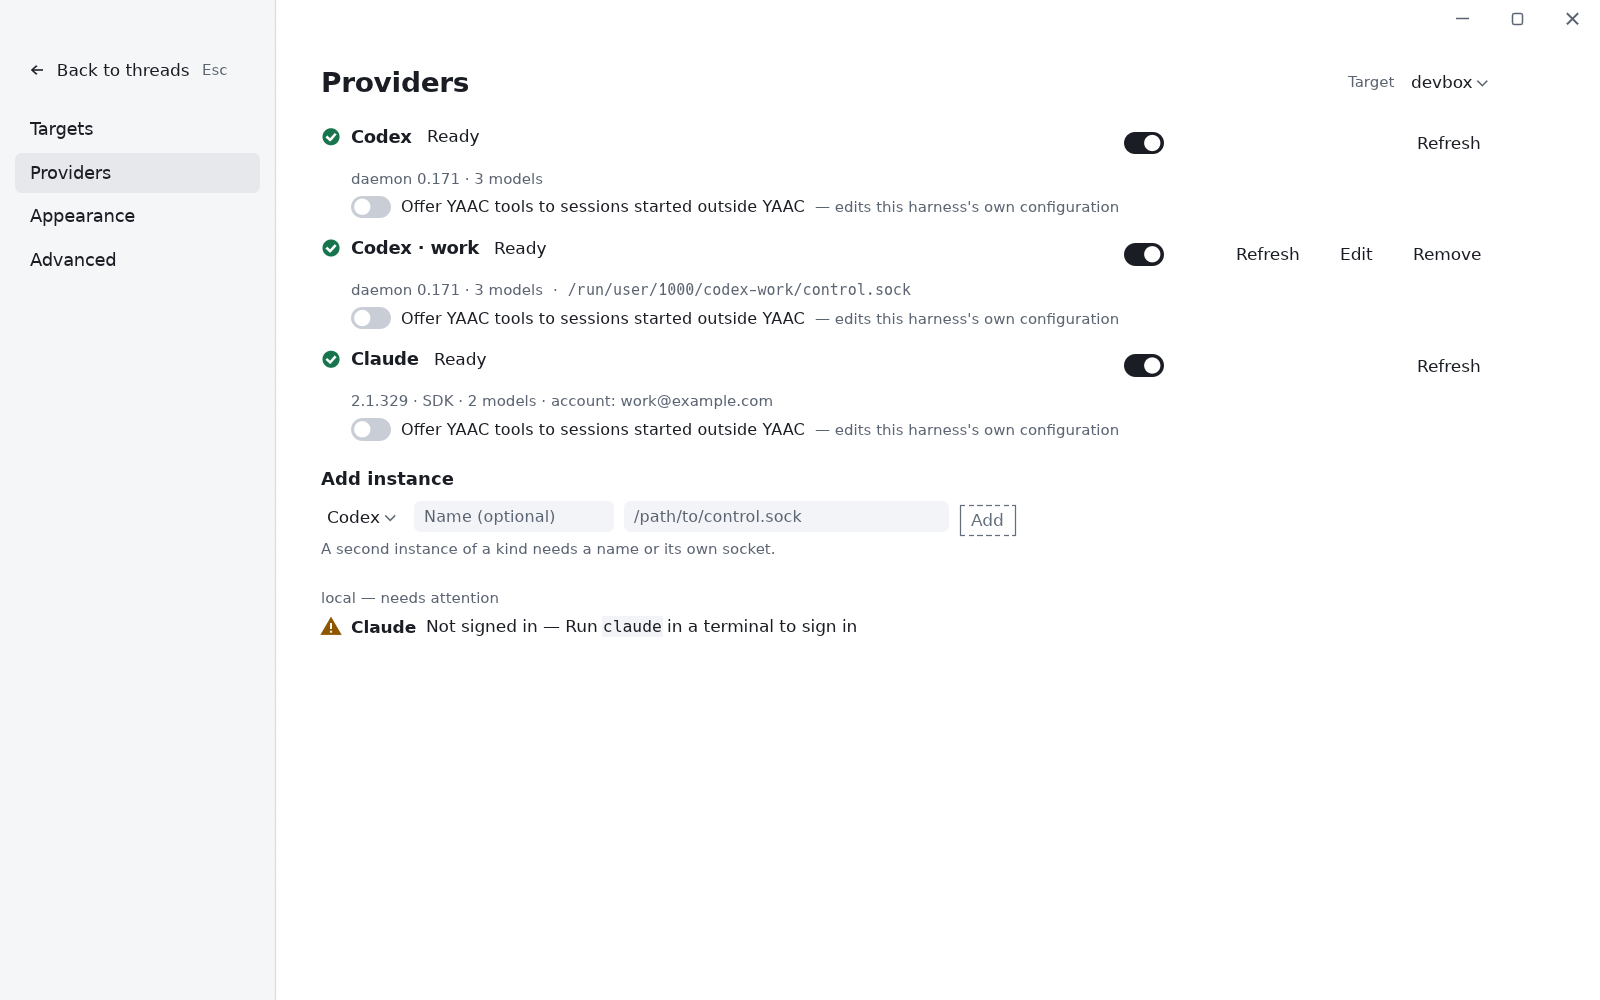 Back to threads Esc
Targets
Providers
Appearance
Advanced
Providers
Target devbox
Codex Ready
Refresh
daemon 0.171 · 3 models
Offer YAAC tools to sessions started outside YAAC — edits this harness's own configuration
Codex · work Ready
Refresh Edit Remove
daemon 0.171 · 3 models · /run/user/1000/codex-work/control.sock
Offer YAAC tools to sessions started outside YAAC — edits this harness's own configuration
Claude Ready
Refresh
2.1.329 · SDK · 2 models · account: work@example.com
Offer YAAC tools to sessions started outside YAAC — edits this harness's own configuration
Add instance
Codex Name (optional) /path/to/control.sock Add
A second instance of a kind needs a name or its own socket.
local — needs attention
Claude Not signed in — Run claude in a terminal to sign in